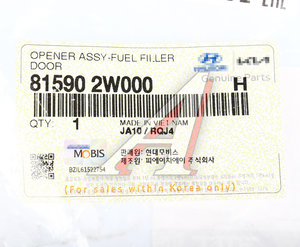 OPENER ASSY-FUEL FILLER
DOOR
Genuine Parts
81590 2W000 H
QTY: 1
MADE IN VIETNAM
JA10 / RQJ4
MOBIS
판매원: 현대모비스
제조원: 피에이치에이 주식회사
BZIL61522754
(For sales within Korea only)